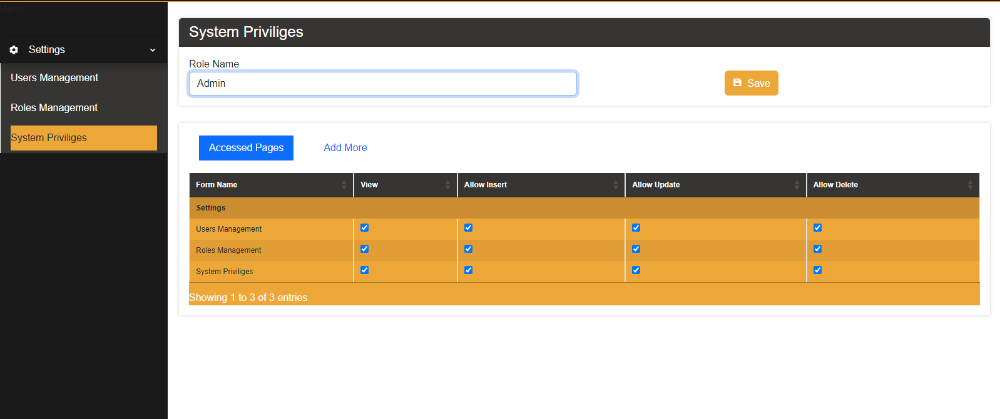 Menu
Settings
Users Management
Roles Management
System Priviliges
System Priviliges
Role Name
Admin
Save
Accessed Pages Add More
Form Name View Allow Insert Allow Update Allow Delete
Settings
Users Management
Roles Management
System Priviliges
Showing 1 to 3 of 3 entries